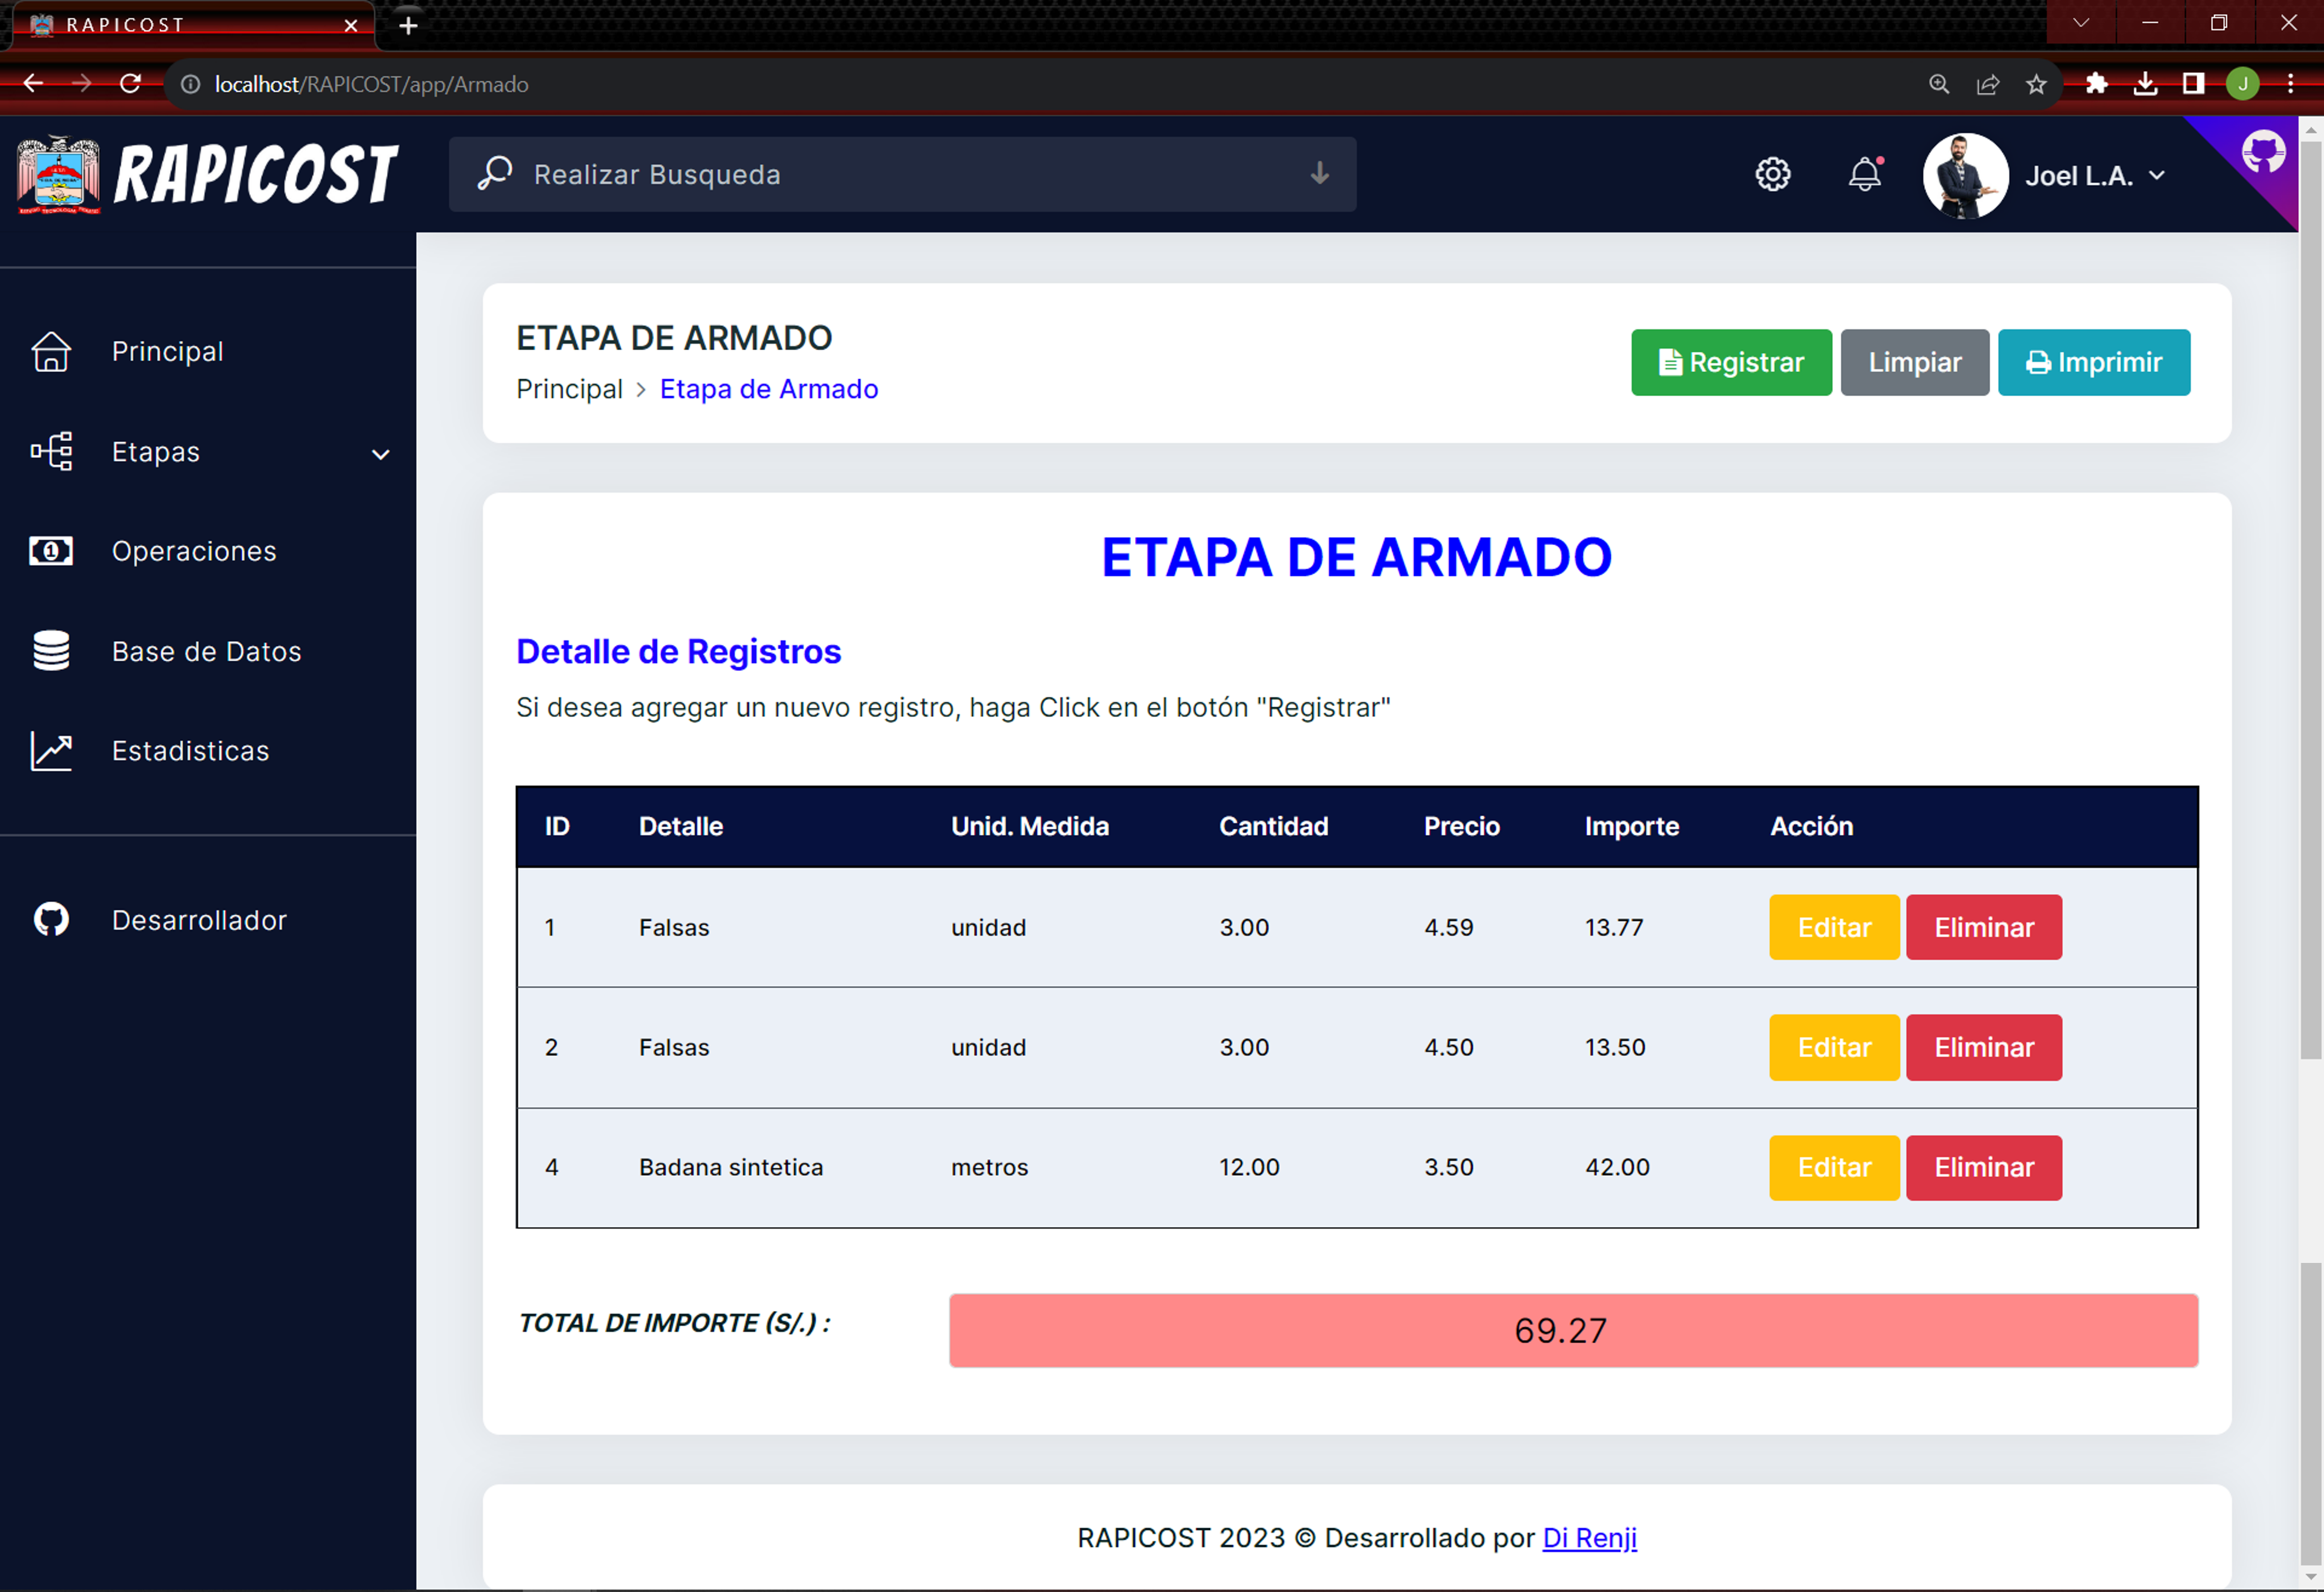 RAPICOST
localhost/RAPICOST/app/Armado
J
RAPICOST
Realizar Busqueda
Joel L.A.
Principal
Etapas
Operaciones
Base de Datos
Estadisticas
Desarrollador
ETAPA DE ARMADO
Principal > Etapa de Armado
Registrar Limpiar Imprimir
ETAPA DE ARMADO
Detalle de Registros
Si desea agregar un nuevo registro, haga Click en el botón "Registrar"
ID Detalle Unid. Medida Cantidad Precio Importe Acción
1 Falsas unidad 3.00 4.59 13.77 Editar Eliminar
2 Falsas unidad 3.00 4.50 13.50 Editar Eliminar
4 Badana sintetica metros 12.00 3.50 42.00 Editar Eliminar
TOTAL DE IMPORTE (S/.) : 69.27
RAPICOST 2023 © Desarrollado por Di Renji